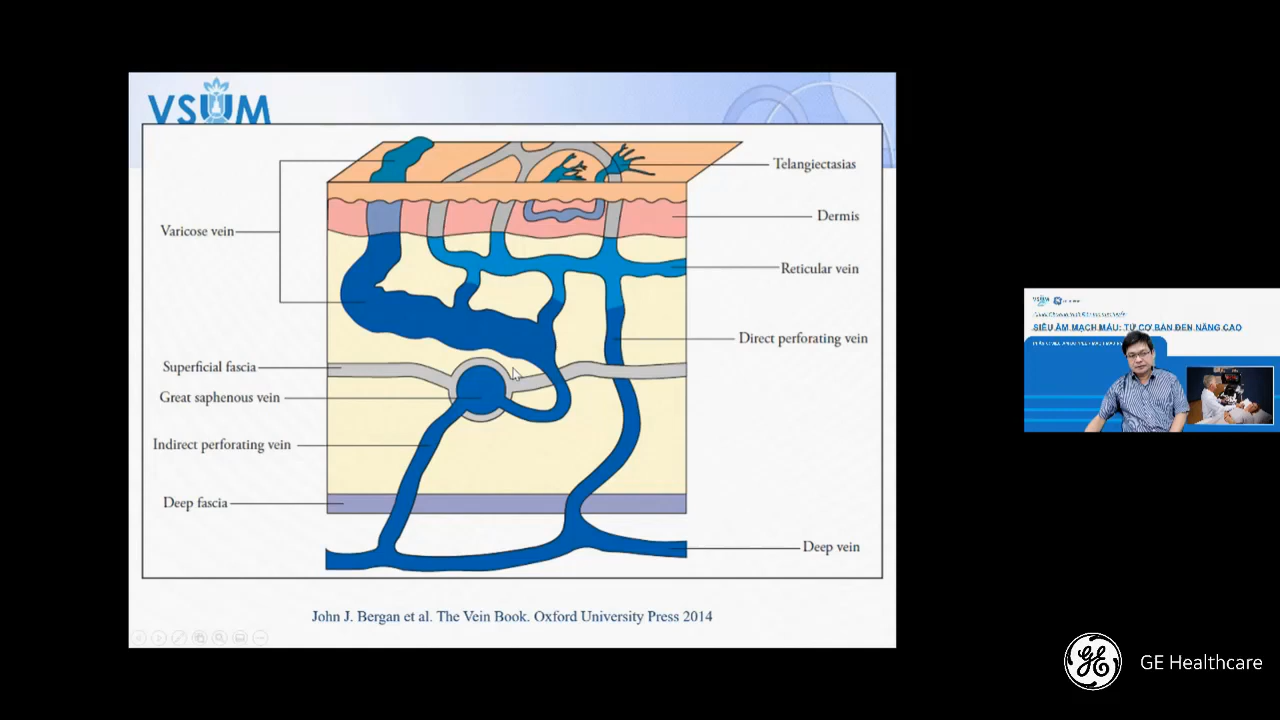 VSUM
Telangiectasias
Dermis
Varicose vein
Reticular vein
Direct perforating vein
Superficial fascia
Great saphenous vein
Indirect perforating vein
Deep fascia
Deep vein
John J. Bergan et al. The Vein Book. Oxford University Press 2014
VSUM
SIÊU ÂM MẠCH MÁU: TỪ CƠ BẢN ĐẾN NÂNG CAO
GE Healthcare